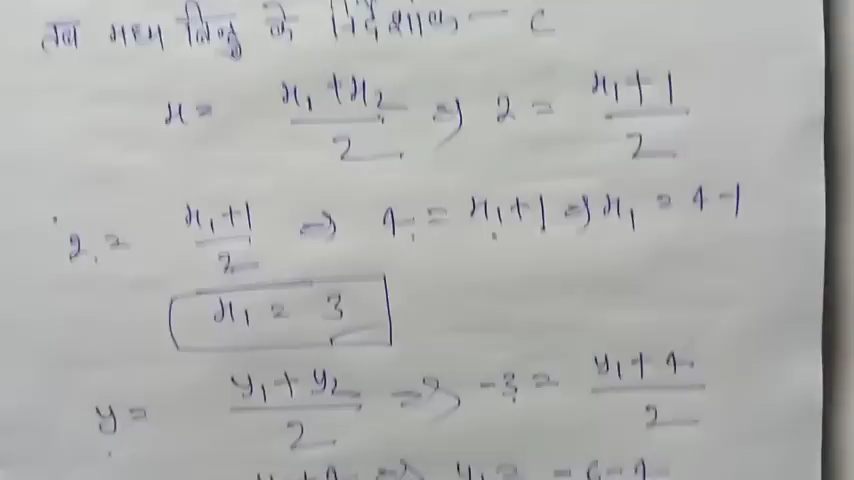 तब मध्य बिन्दु के निर्देशांक - c
x = x₁ + x₂ / 2 ⇒ 2 = x₁ + 1 / 2
2 = x₁ + 1 / 2 ⇒ 4 = x₁ + 1 ⇒ x₁ = 4 - 1
x₁ = 3
y = y₁ + y₂ / 2 ⇒ -3 = y₁ + 4 / 2